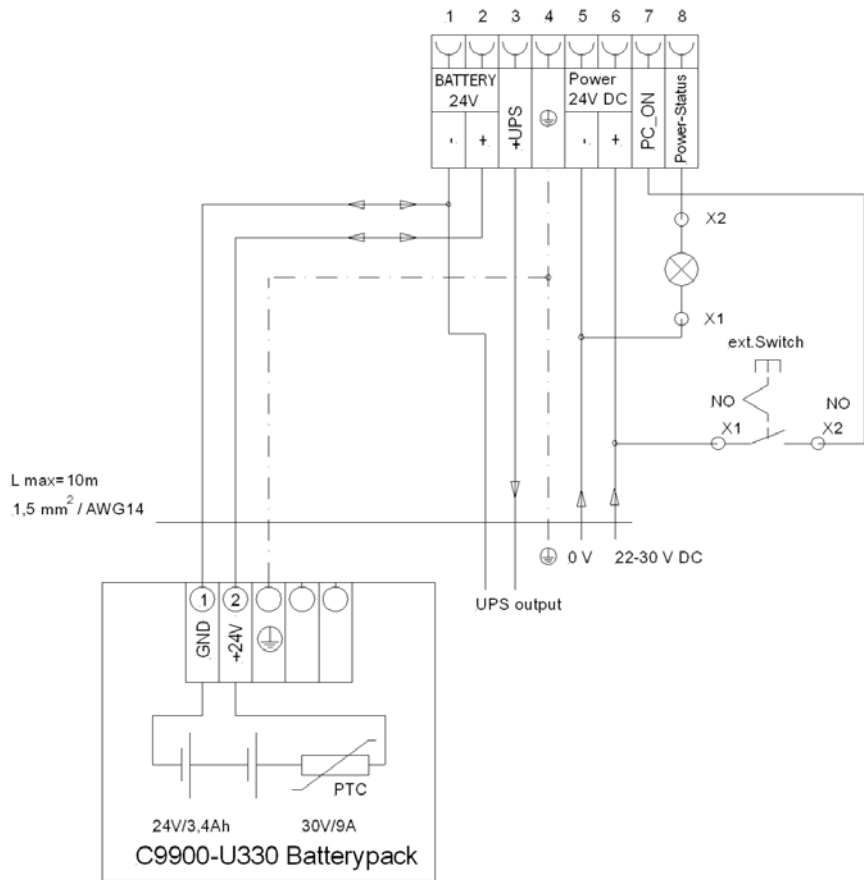 1 2 3 4 5 6 7 8
BATTERY
24V
- +
+UPS
Power
24V DC
- +
PC_ON
Power-Status
X2
X1
ext.Switch
NO NO
X1 X2
L max=10m
1,5 mm² / AWG14
0 V 22-30 V DC
UPS output
1 2
GND
+24V
PTC
24V/3,4Ah 30V/9A
C9900-U330 Batterypack